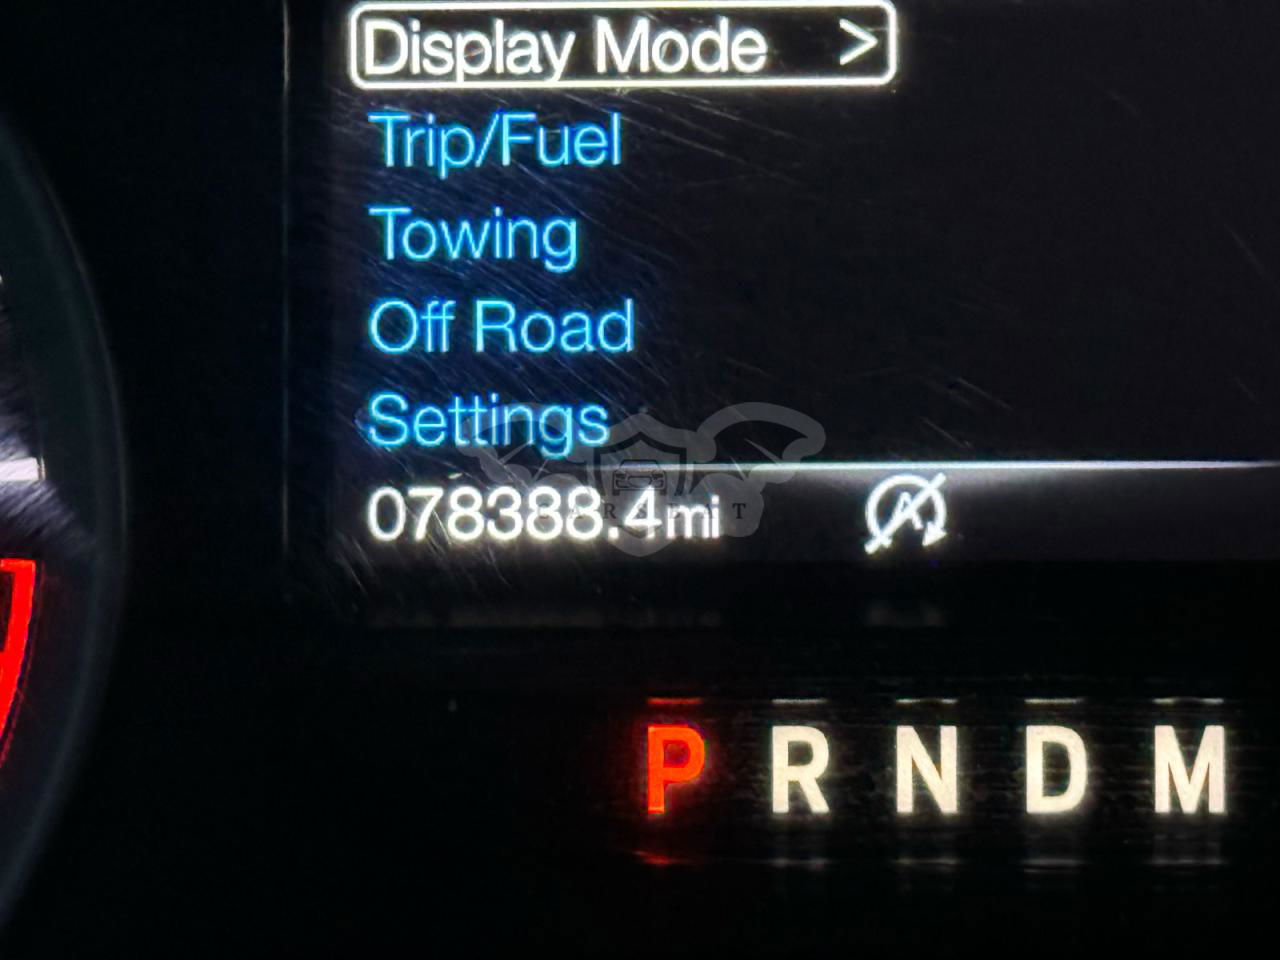 Display Mode >
Trip/Fuel
Towing
Off Road
Settings
078388.4mi
P R N D M